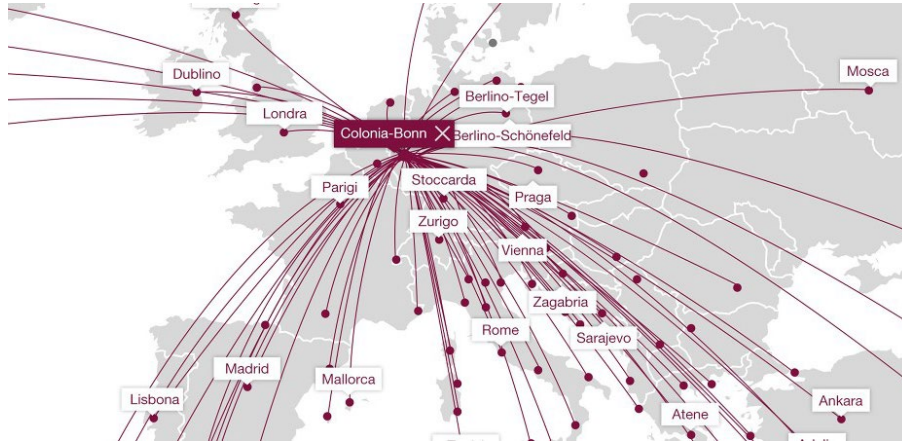 Dublino
Mosca
Berlino-Tegel
Londra
Colonia-Bonn
Berlino-Schönefeld
Stoccarda
Parigi
Praga
Zurigo
Vienna
Zagabria
Rome
Sarajevo
Madrid
Mallorca
Lisbona
Ankara
Atene